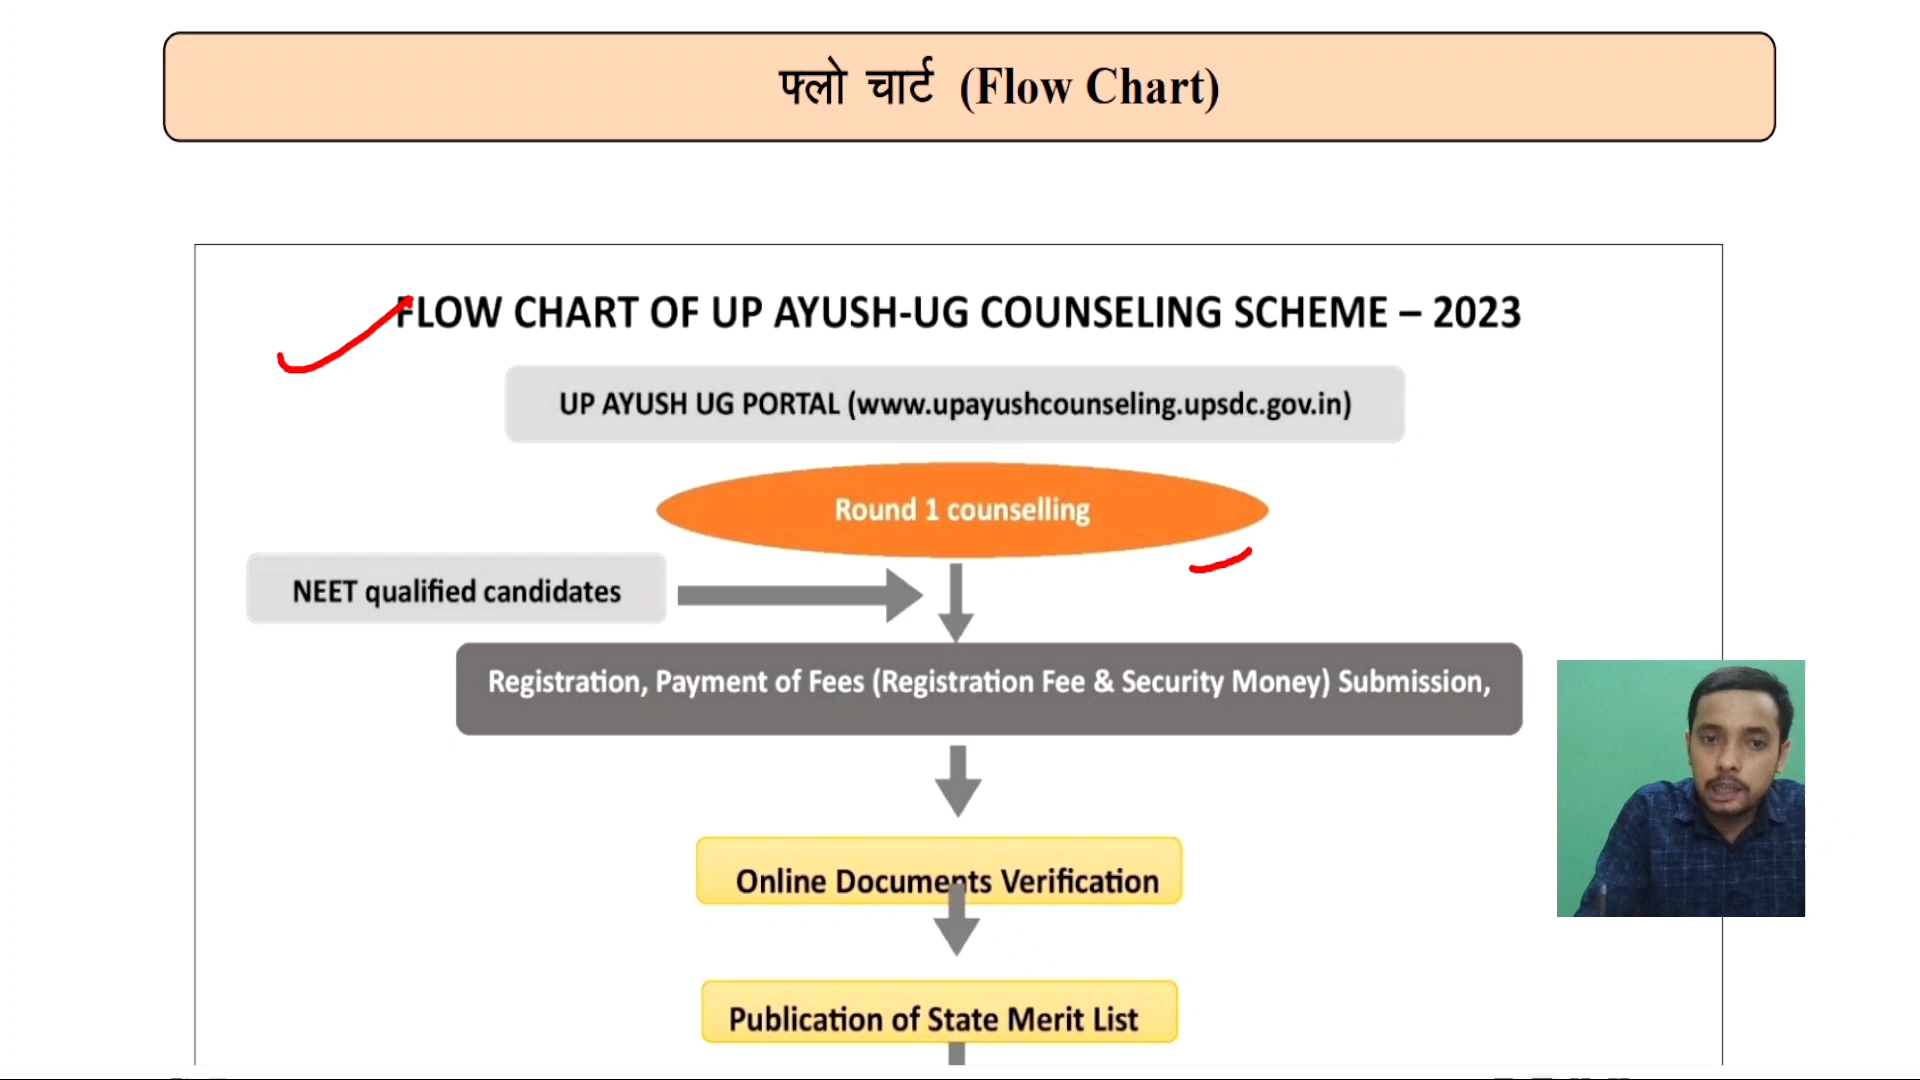 फ्लो चार्ट (Flow Chart)
FLOW CHART OF UP AYUSH-UG COUNSELING SCHEME – 2023
UP AYUSH UG PORTAL (www.upayushcounseling.upsdc.gov.in)
Round 1 counselling
NEET qualified candidates
Registration, Payment of Fees (Registration Fee & Security Money) Submission,
Online Documents Verification
Publication of State Merit List